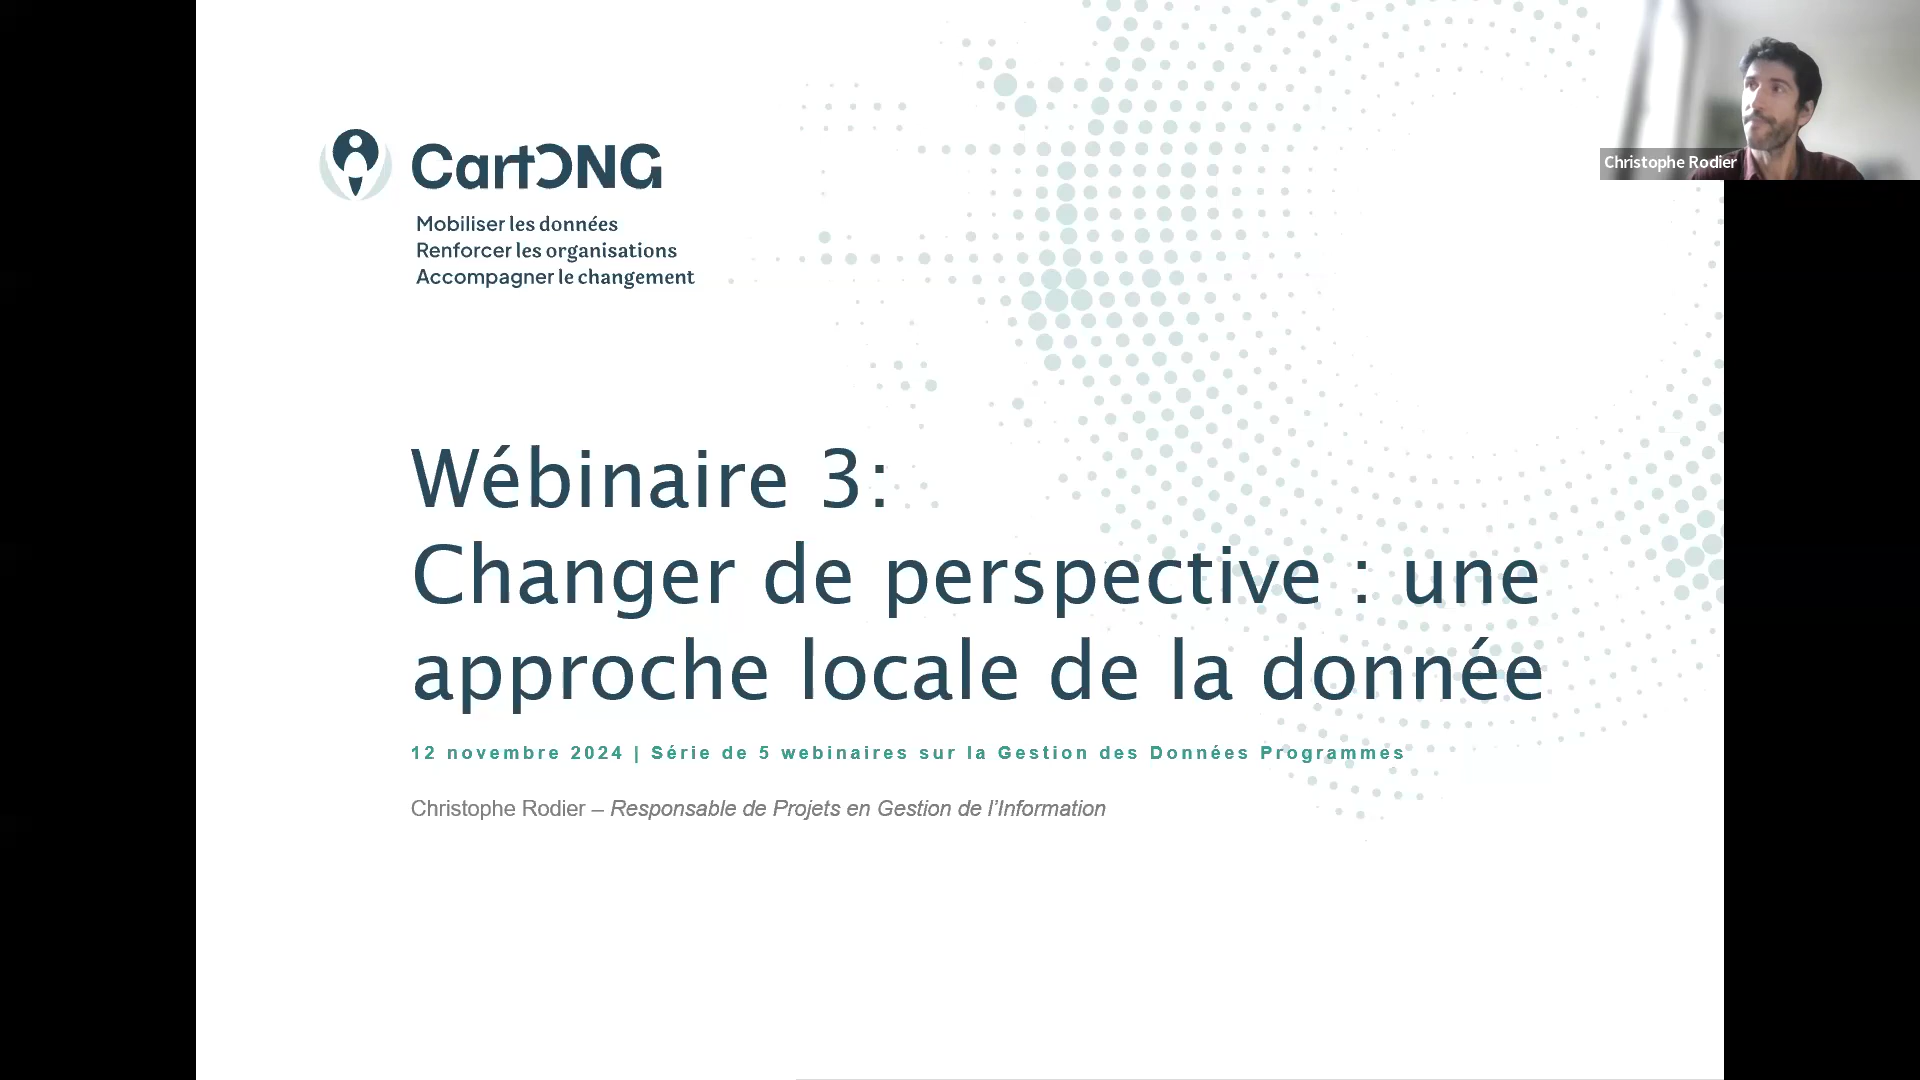 CartONG
Mobiliser les données
Renforcer les organisations
Accompagner le changement
Christophe Rodier
Wébinaire 3:
Changer de perspective : une
approche locale de la donnée
12 novembre 2024 | Série de 5 webinaires sur la Gestion des Données Programmes
Christophe Rodier – Responsable de Projets en Gestion de l’Information